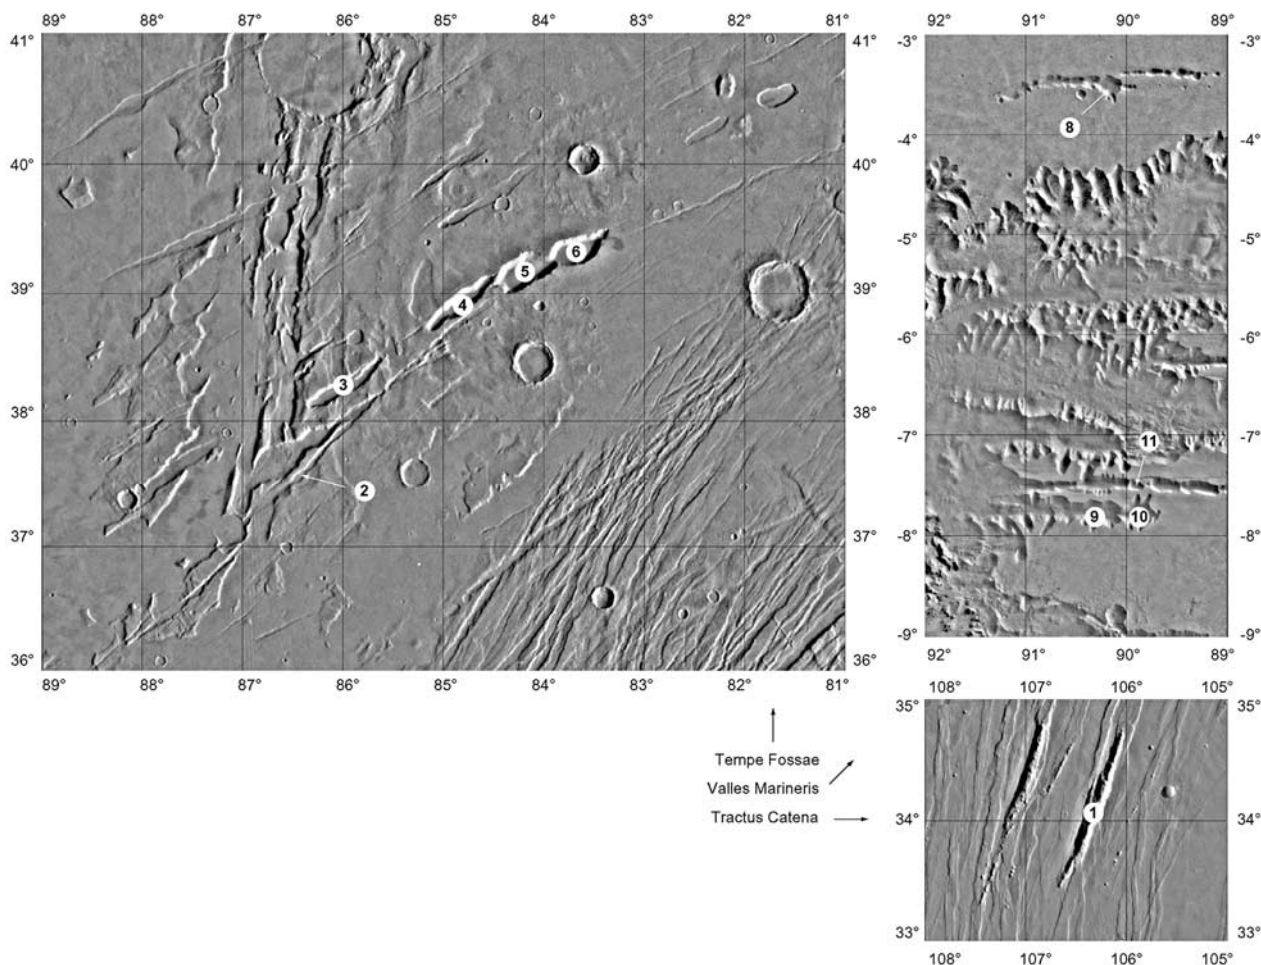 89° 88° 87° 86° 85° 84° 83° 82° 81°
41° 41°
40° 40°
39° 39°
38° 38°
37° 37°
36° 36°
89° 88° 87° 86° 85° 84° 83° 82° 81°
6
5
4
3
2
92° 91° 90° 89°
-3° -3°
8
-4° -4°
-5° -5°
-6° -6°
-7° -7°
11
9 10
-8° -8°
-9° -9°
92° 91° 90° 89°
Tempe Fossae
Valles Marineris
Tractus Catena
108° 107° 106° 105°
35° 35°
1
34° 34°
33° 33°
108° 107° 106° 105°